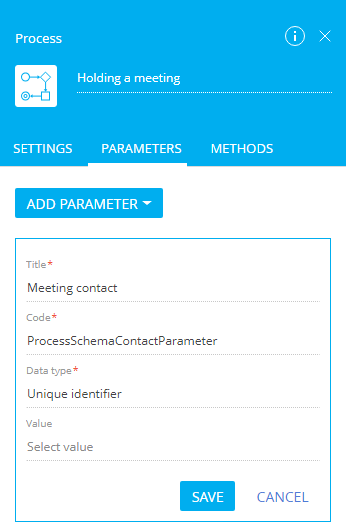 Process
Holding a meeting
SETTINGS PARAMETERS METHODS
ADD PARAMETER
Title*
Meeting contact
Code*
ProcessSchemaContactParameter
Data type*
Unique identifier
Value
Select value
SAVE CANCEL